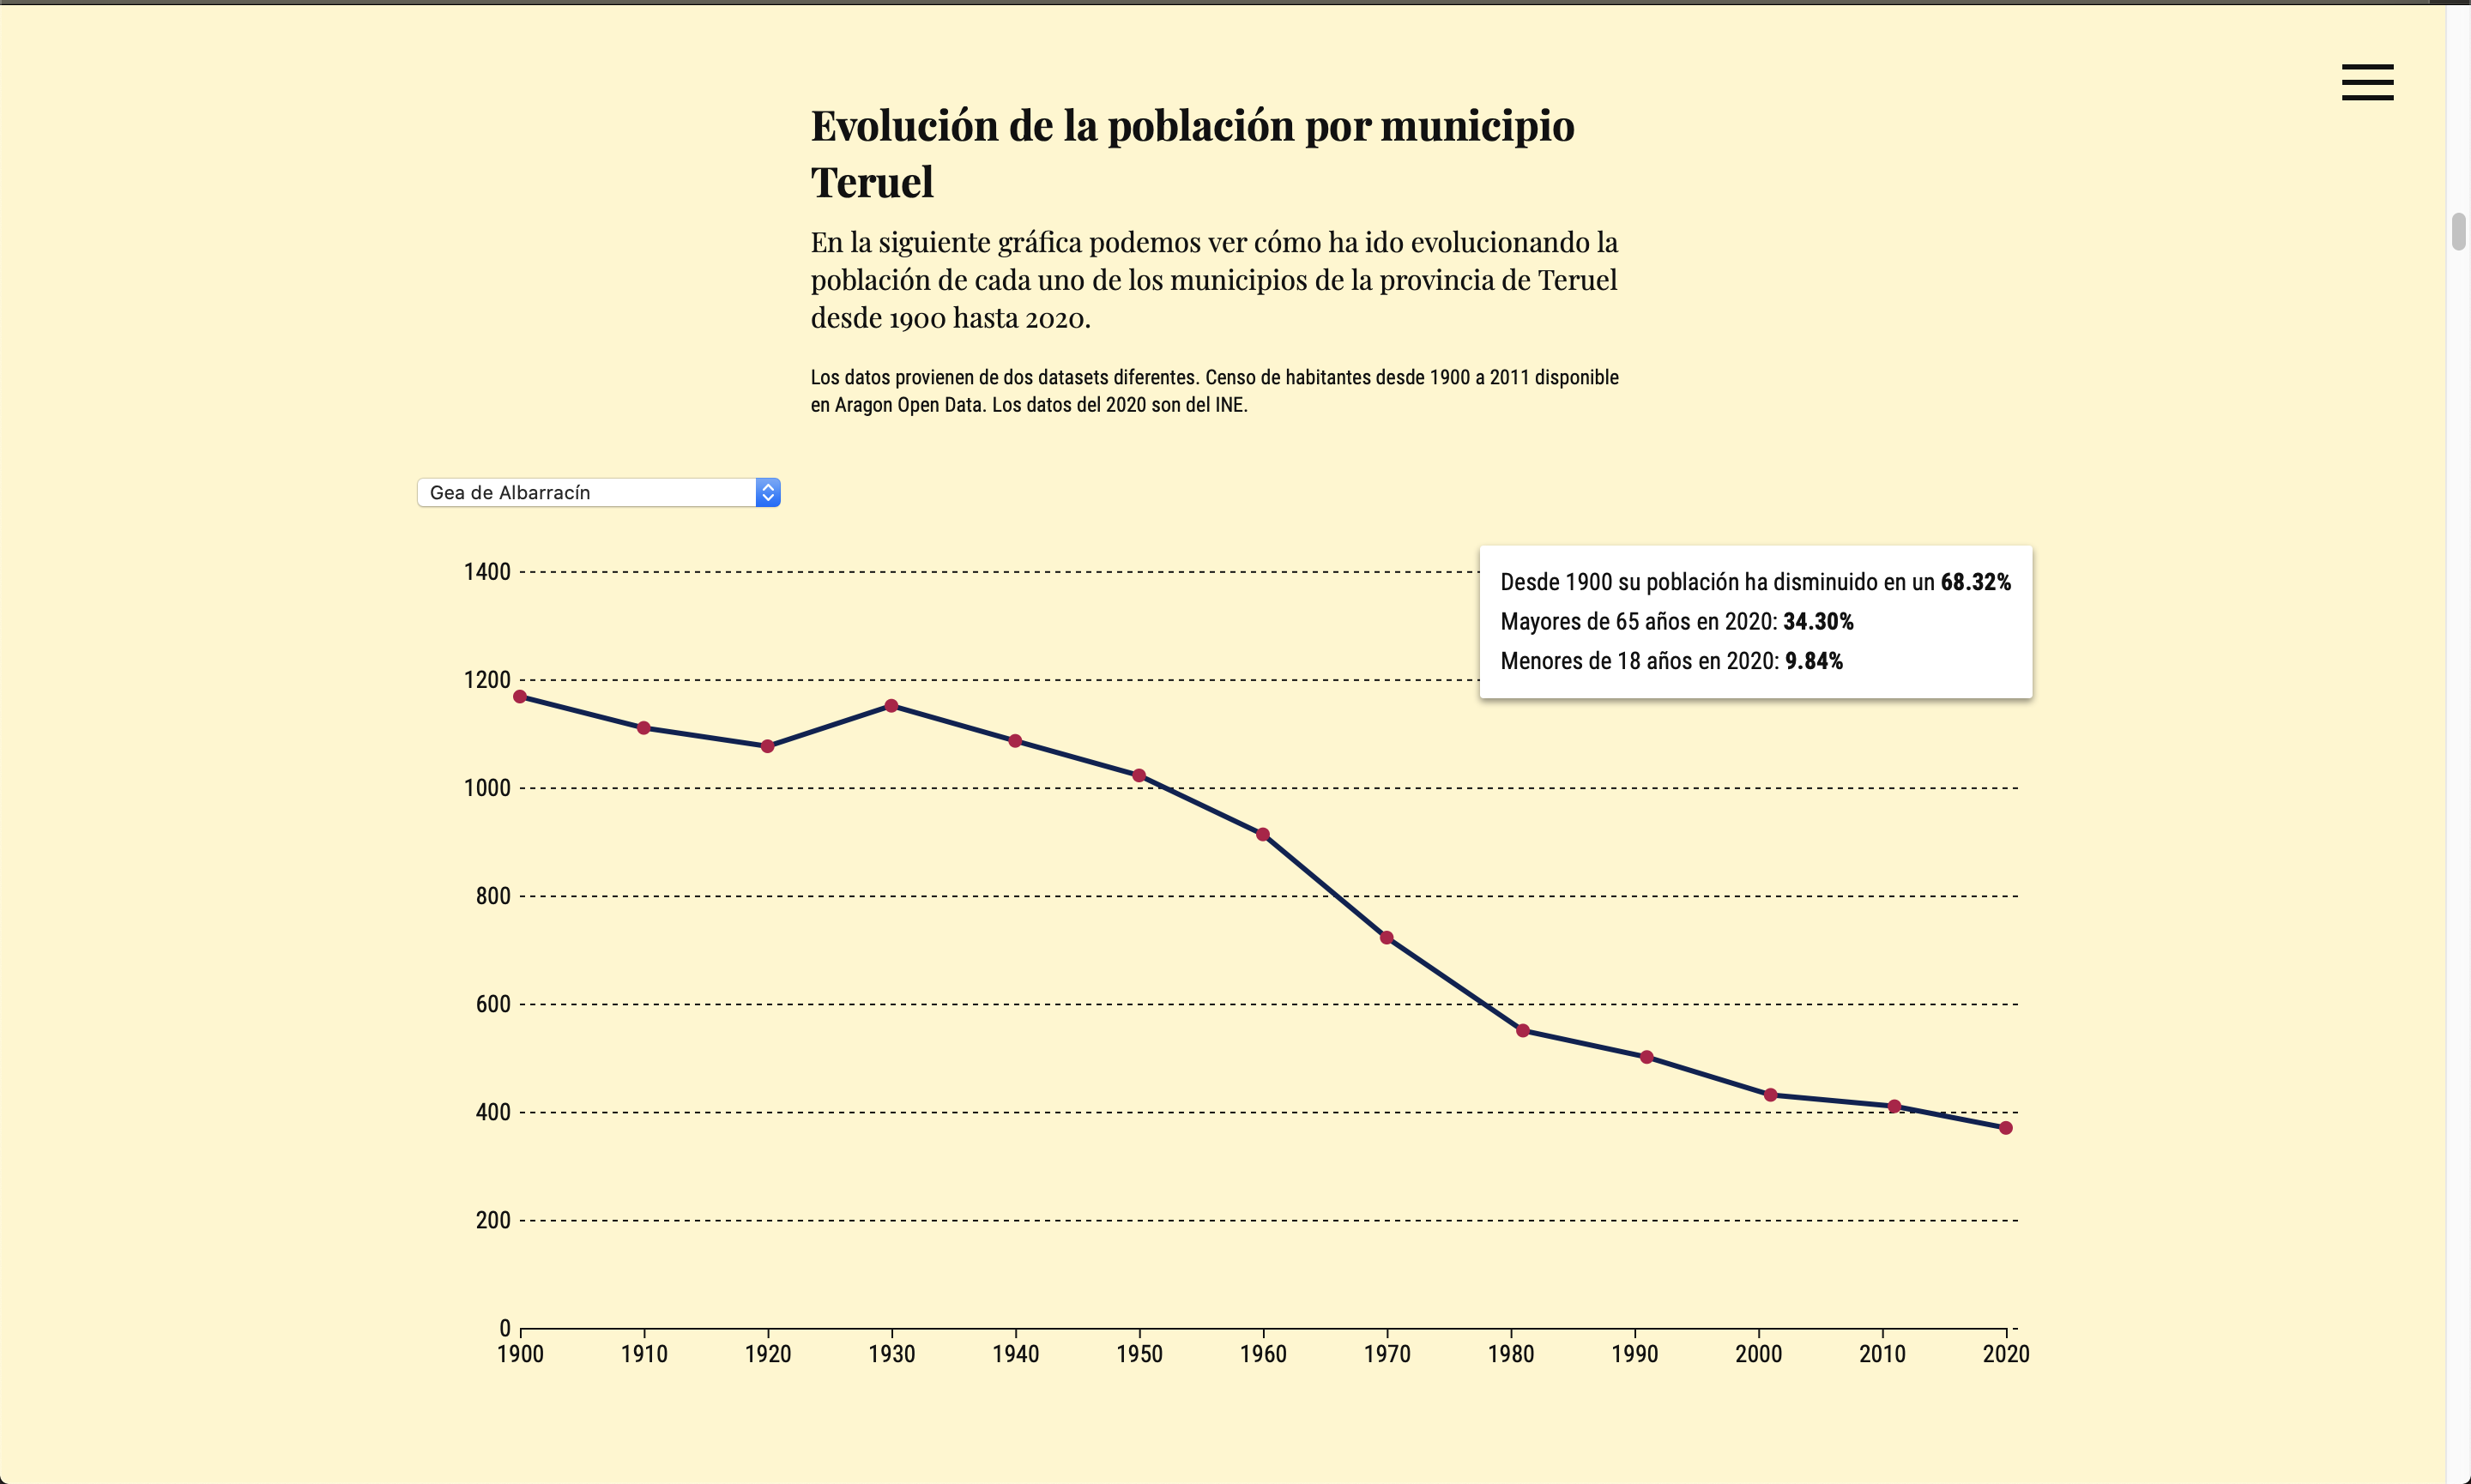 Evolución de la población por municipio
Teruel
En la siguiente gráfica podemos ver cómo ha ido evolucionando la
población de cada uno de los municipios de la provincia de Teruel
desde 1900 hasta 2020.
Los datos provienen de dos datasets diferentes. Censo de habitantes desde 1900 a 2011 disponible
en Aragon Open Data. Los datos del 2020 son del INE.
Gea de Albarracín
Desde 1900 su población ha disminuido en un 68.32%
Mayores de 65 años en 2020: 34.30%
Menores de 18 años en 2020: 9.84%
1400
1200
1000
800
600
400
200
0
1900 1910 1920 1930 1940 1950 1960 1970 1980 1990 2000 2010 2020